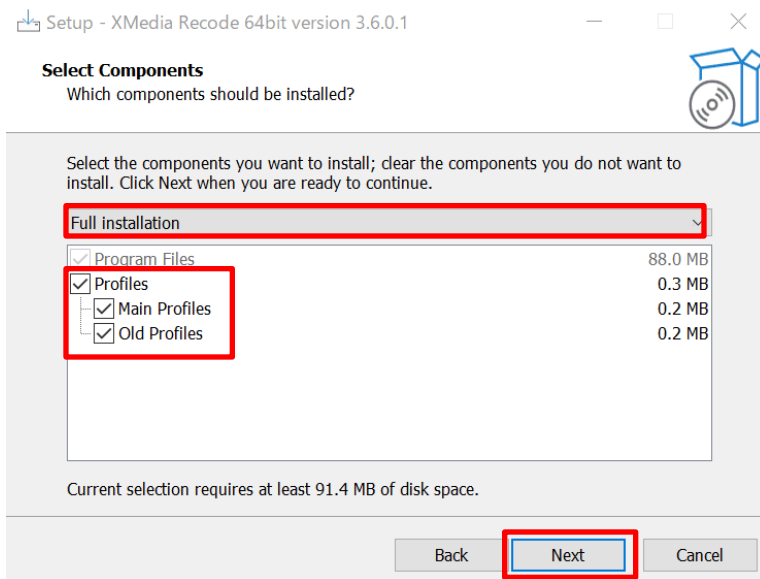 Setup - XMedia Recode 64bit version 3.6.0.1
Select Components
Which components should be installed?
Select the components you want to install; clear the components you do not want to
install. Click Next when you are ready to continue.
Full installation
Program Files 88.0 MB
Profiles 0.3 MB
Main Profiles 0.2 MB
Old Profiles 0.2 MB
Current selection requires at least 91.4 MB of disk space.
Back Next Cancel